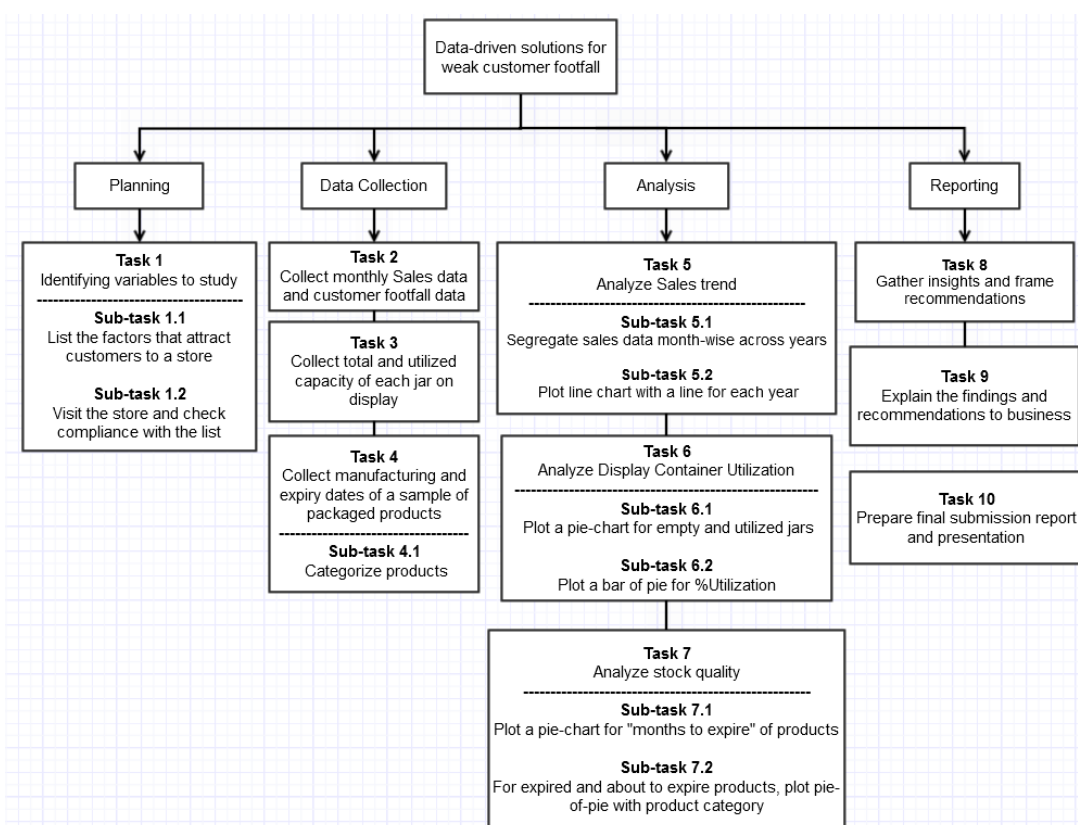 Data-driven solutions for
weak customer footfall
Planning
Data Collection
Analysis
Reporting
Task 1
Identifying variables to study
Sub-task 1.1
List the factors that attract
customers to a store
Sub-task 1.2
Visit the store and check
compliance with the list
Task 2
Collect monthly Sales data
and customer footfall data
Task 3
Collect total and utilized
capacity of each jar on
display
Task 4
Collect manufacturing and
expiry dates of a sample of
packaged products
Sub-task 4.1
Categorize products
Task 5
Analyze Sales trend
Sub-task 5.1
Segregate sales data month-wise across years
Sub-task 5.2
Plot line chart with a line for each year
Task 6
Analyze Display Container Utilization
Sub-task 6.1
Plot a pie-chart for empty and utilized jars
Sub-task 6.2
Plot a bar of pie for %Utilization
Task 7
Analyze stock quality
Sub-task 7.1
Plot a pie-chart for "months to expire" of products
Sub-task 7.2
For expired and about to expire products, plot pie-
of-pie with product category
Task 8
Gather insights and frame
recommendations
Task 9
Explain the findings and
recommendations to business
Task 10
Prepare final submission report
and presentation